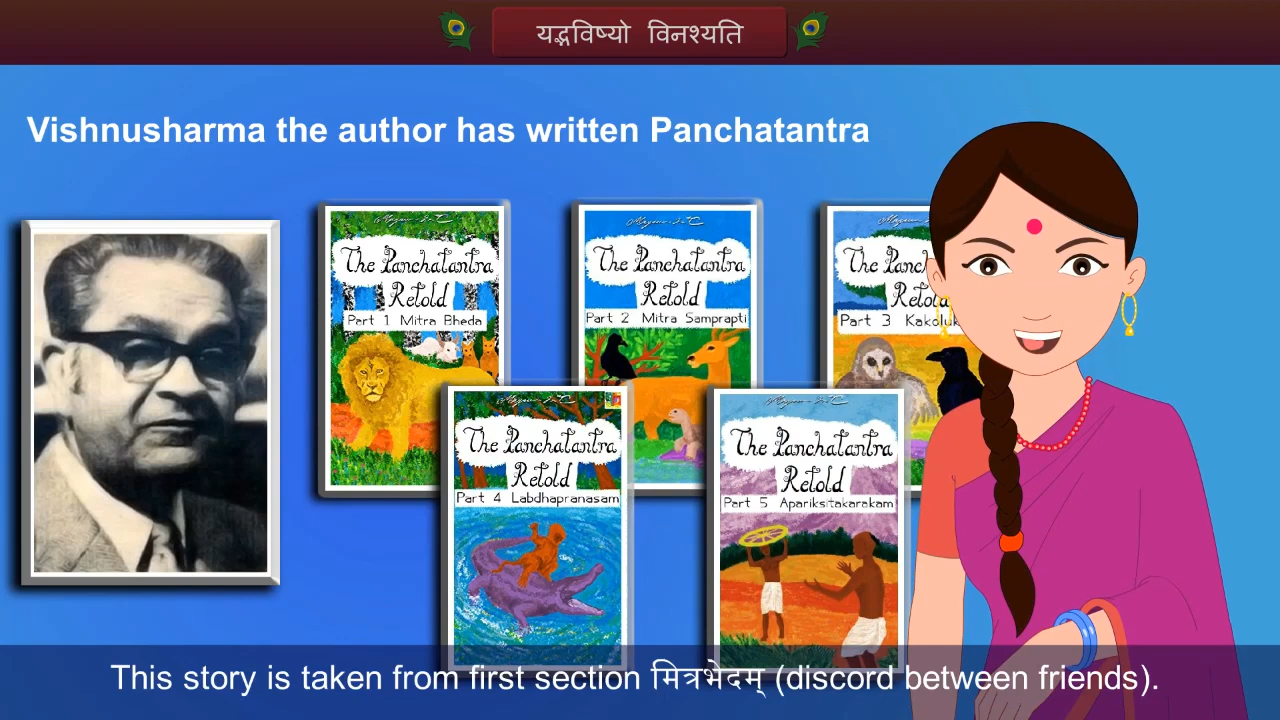 यद्भविष्यो विनश्यति
Vishnusharma the author has written Panchatantra
The Panchatantra
Retold
Part 1 Mitra Bheda
The Panchatantra
Retold
Part 2 Mitra Samprapti
The Panch
Retold
Part 3 Kakoluk
The Panchatantra
Retold
Part 4 Labdhapranasam
The Panchatantra
Retold
Part 5 Apariksitakarakam
This story is taken from first section मित्रभेदम् (discord between friends).